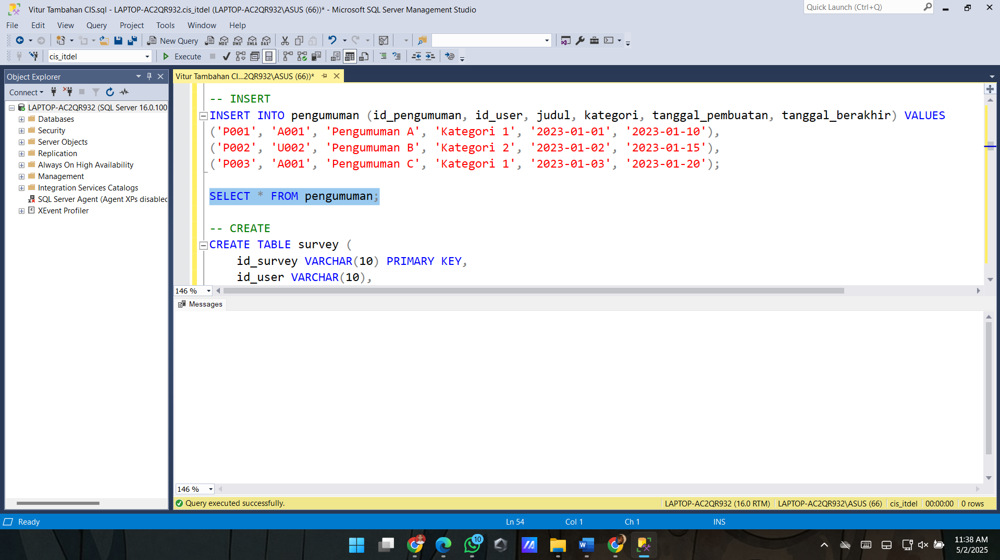 Vitur Tambahan CIS.sql - LAPTOP-AC2QR932.cis_itdel (LAPTOP-AC2QR932\ASUS (66))* - Microsoft SQL Server Management Studio
Quick Launch (Ctrl+Q)
File Edit View Query Project Tools Window Help
New Query MDX DMX XMLA DAX
cis_itdel Execute
Object Explorer
Vitur Tambahan CI...2QR932\ASUS (66))*
Connect
LAPTOP-AC2QR932 (SQL Server 16.0.100
Databases
Security
Server Objects
Replication
Always On High Availability
Management
Integration Services Catalogs
SQL Server Agent (Agent XPs disabled
XEvent Profiler
-- INSERT
INSERT INTO pengumuman (id_pengumuman, id_user, judul, kategori, tanggal_pembuatan, tanggal_berakhir) VALUES
('P001', 'A001', 'Pengumuman A', 'Kategori 1', '2023-01-01', '2023-01-10'),
('P002', 'U002', 'Pengumuman B', 'Kategori 2', '2023-01-02', '2023-01-15'),
('P003', 'A001', 'Pengumuman C', 'Kategori 1', '2023-01-03', '2023-01-20');
SELECT * FROM pengumuman;
-- CREATE
CREATE TABLE survey (
id_survey VARCHAR(10) PRIMARY KEY,
id_user VARCHAR(10),
146 %
Messages
146 %
Query executed successfully.
LAPTOP-AC2QR932 (16.0 RTM) LAPTOP-AC2QR932\ASUS (66) cis_itdel 00:00:00 0 rows
Ready Ln 54 Col 1 Ch 1 INS
10
11:38 AM
5/2/2025